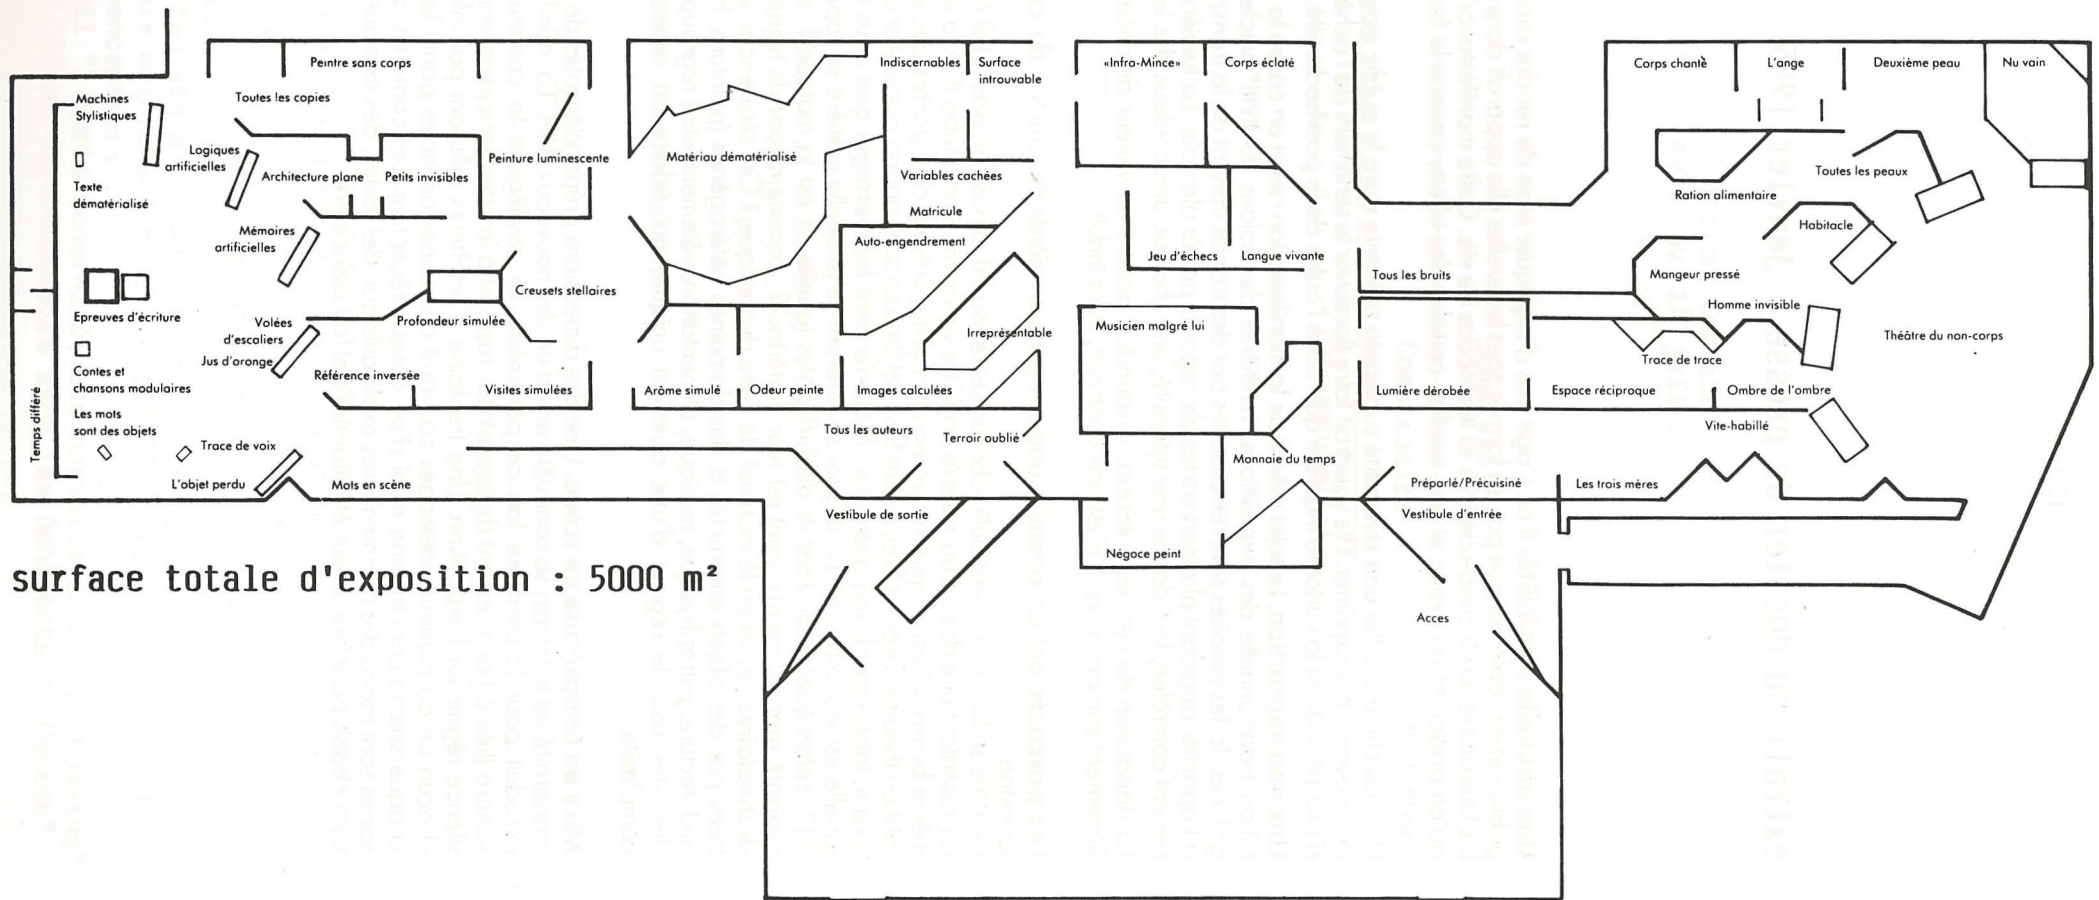 Peintre sans corps
Toutes les copies
Machines
Stylistiques
Logiques
artificielles
Texte
dématérialisé
Architecture plane
Petits invisibles
Peinture luminescente
Mémoires
artificielles
Epreuves d'écriture
Creusets stellaires
Profondeur simulée
Volées
d'escaliers
Jus d'oronge
Contes et
chansons modulaires
Référence inversée
Visites simulées
Les mots
sont des objets
Temps différé
Trace de voix
L'objet perdu
Mots en scène
Indiscernables
Surface
introuvable
Matériau dématérialisé
Variables cachées
Matricule
Auto-engendrement
Irreprésentable
Arôme simulé
Odeur peinte
Images calculées
Tous les auteurs
Terroir oublié
Vestibule de sortie
«Infra-Mince»
Corps éclaté
Jeu d'échecs
Langue vivante
Musicien malgré lui
Monnaie du temps
Négoce peint
Tous les bruits
Lumière dérobée
Préparlé/Précuisiné
Vestibule d'entrée
Acces
Corps chanté
L'ange
Deuxième peau
Nu vain
Ration alimentaire
Toutes les peaux
Habitacle
Mangeur pressé
Homme invisible
Théâtre du non-corps
Trace de trace
Espace réciproque
Ombre de l'ombre
Vite-habillé
Les trois mères
surface totale d'exposition : 5000 m²